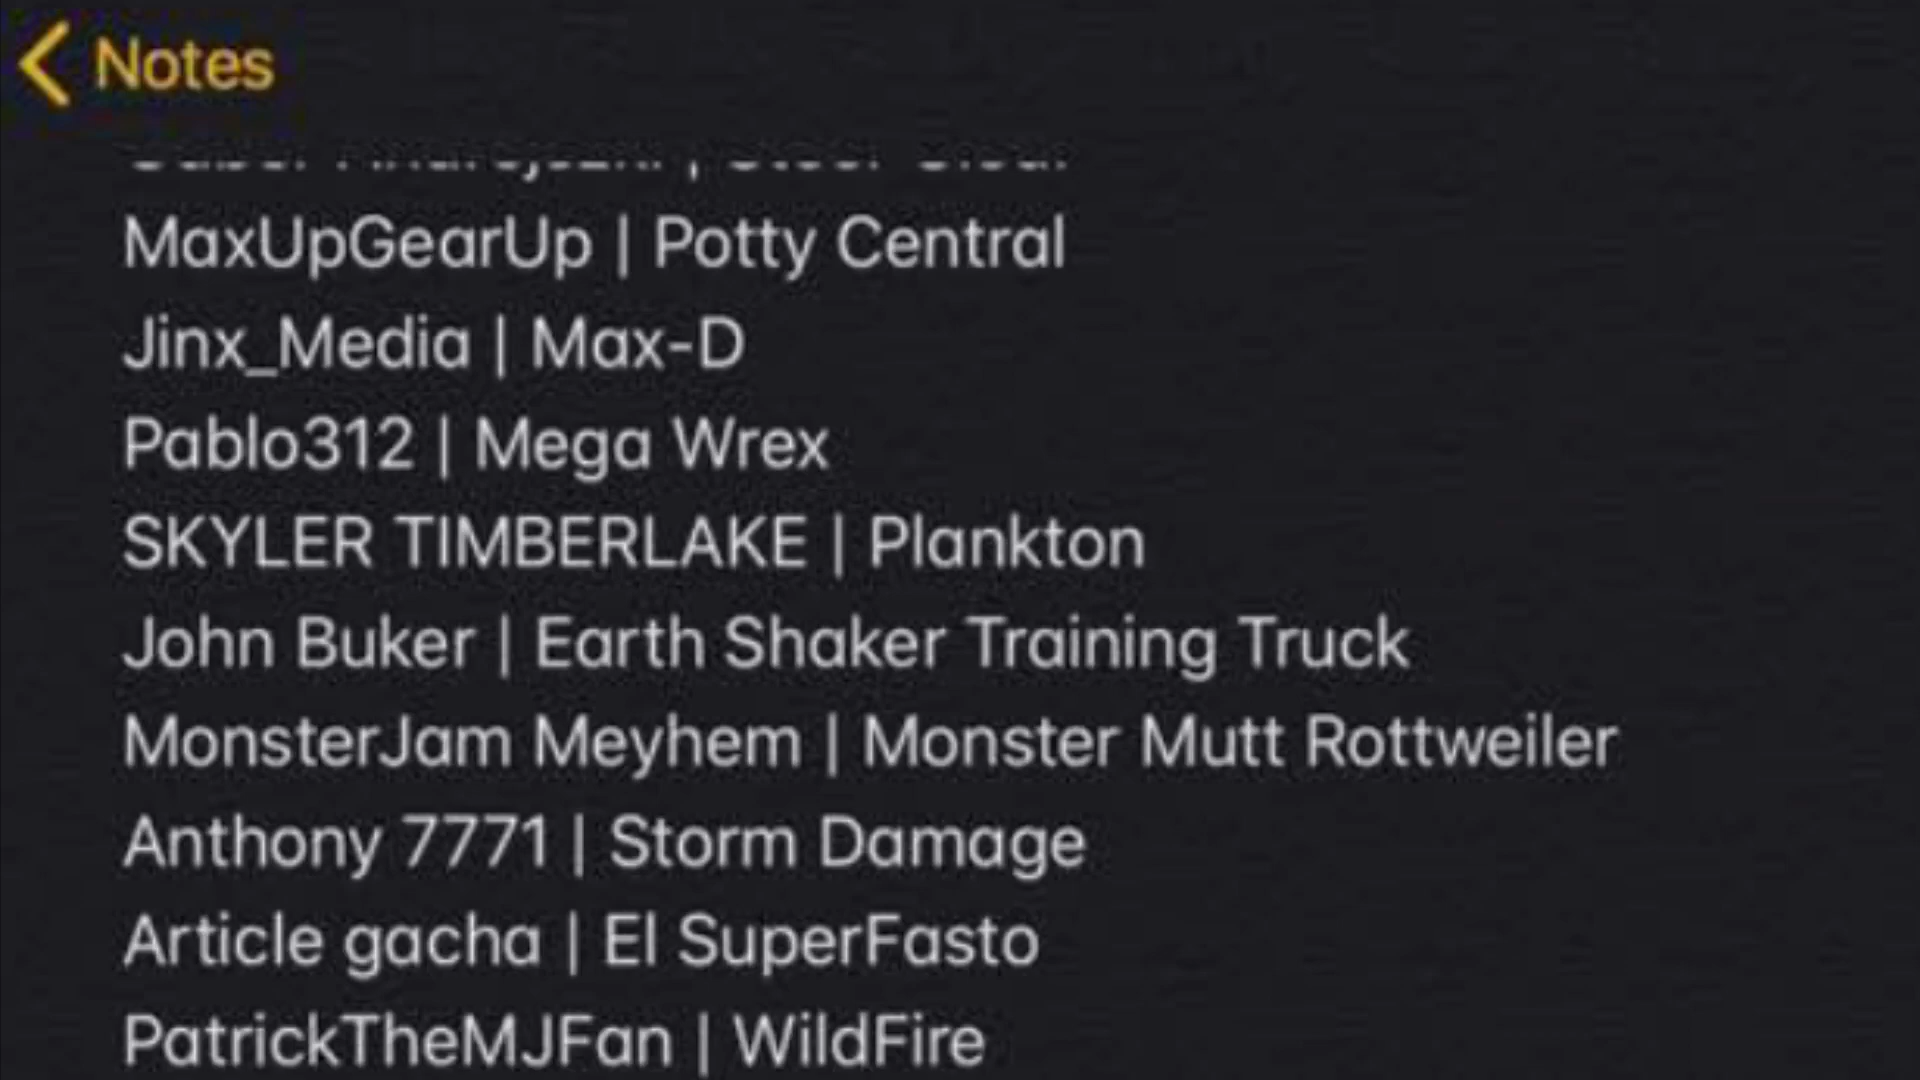 Notes
MaxUpGearUp | Potty Central
Jinx_Media | Max-D
Pablo312 | Mega Wrex
SKYLER TIMBERLAKE | Plankton
John Buker | Earth Shaker Training Truck
MonsterJam Meyhem | Monster Mutt Rottweiler
Anthony 7771 | Storm Damage
Article gacha | El SuperFasto
PatrickTheMJFan | WildFire